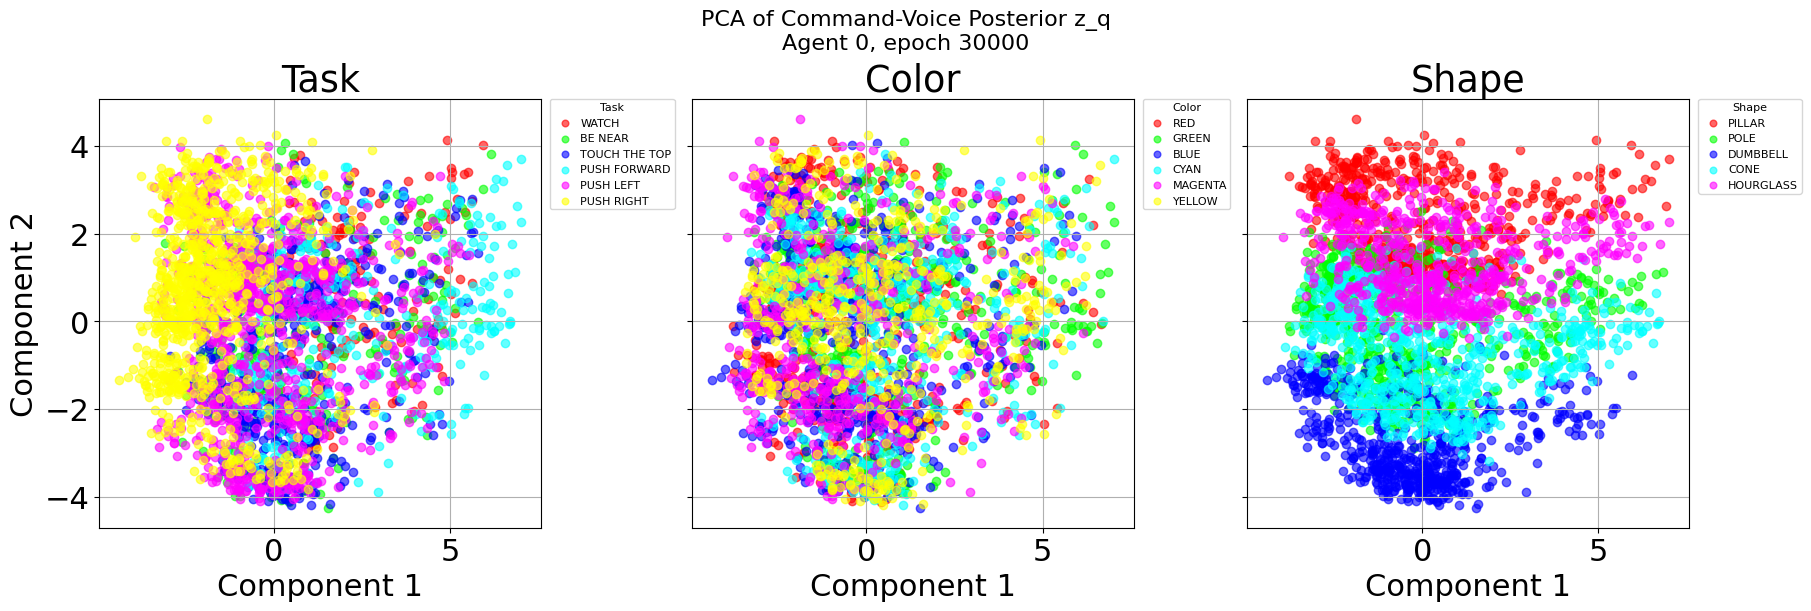 PCA of Command-Voice Posterior z_q
Agent 0, epoch 30000
Task
Color
Shape
Task
WATCH
BE NEAR
TOUCH THE TOP
PUSH FORWARD
PUSH LEFT
PUSH RIGHT
Color
RED
GREEN
BLUE
CYAN
MAGENTA
YELLOW
Shape
PILLAR
POLE
DUMBBELL
CONE
HOURGLASS
Component 2
4
2
0
−2
−4
0 5
0 5
0 5
Component 1
Component 1
Component 1